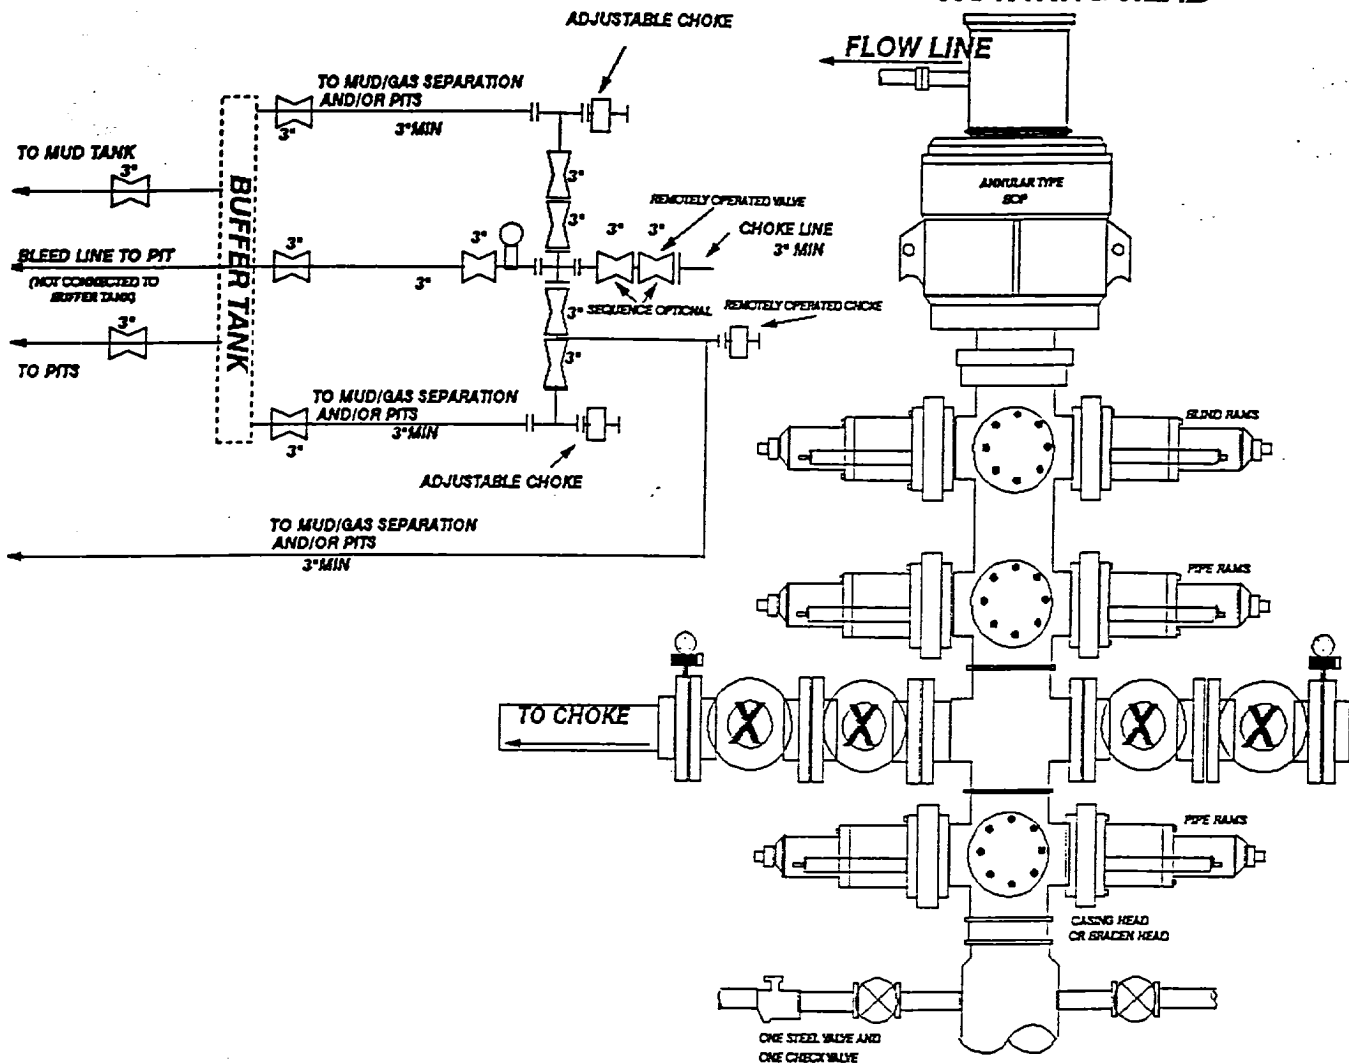 ADJUSTABLE CHOKE
FLOW LINE
TO MUD/GAS SEPARATION
AND/OR PITS
3" MIN
3"
TO MUD TANK
3"
BUFFER TANK
3"
3"
ANNULAR TYPE
BOP
REMOTELY OPERATED VALVE
3"
3"
3"
3"
CHOKE LINE
3" MIN
BLEED LINE TO PIT
(NOT CONNECTED TO
BUFFER TANK)
3"
3"
SEQUENCE OPTIONAL
REMOTELY OPERATED CHOKE
3"
3"
TO PITS
3"
TO MUD/GAS SEPARATION
AND/OR PITS
3" MIN
3"
ADJUSTABLE CHOKE
BLIND RAMS
TO MUD/GAS SEPARATION
AND/OR PITS
3" MIN
PIPE RAMS
TO CHOKE
X
X
X
X
PIPE RAMS
CASING HEAD
OR BRADEN HEAD
ONE STEEL VALVE AND
ONE CHECK VALVE